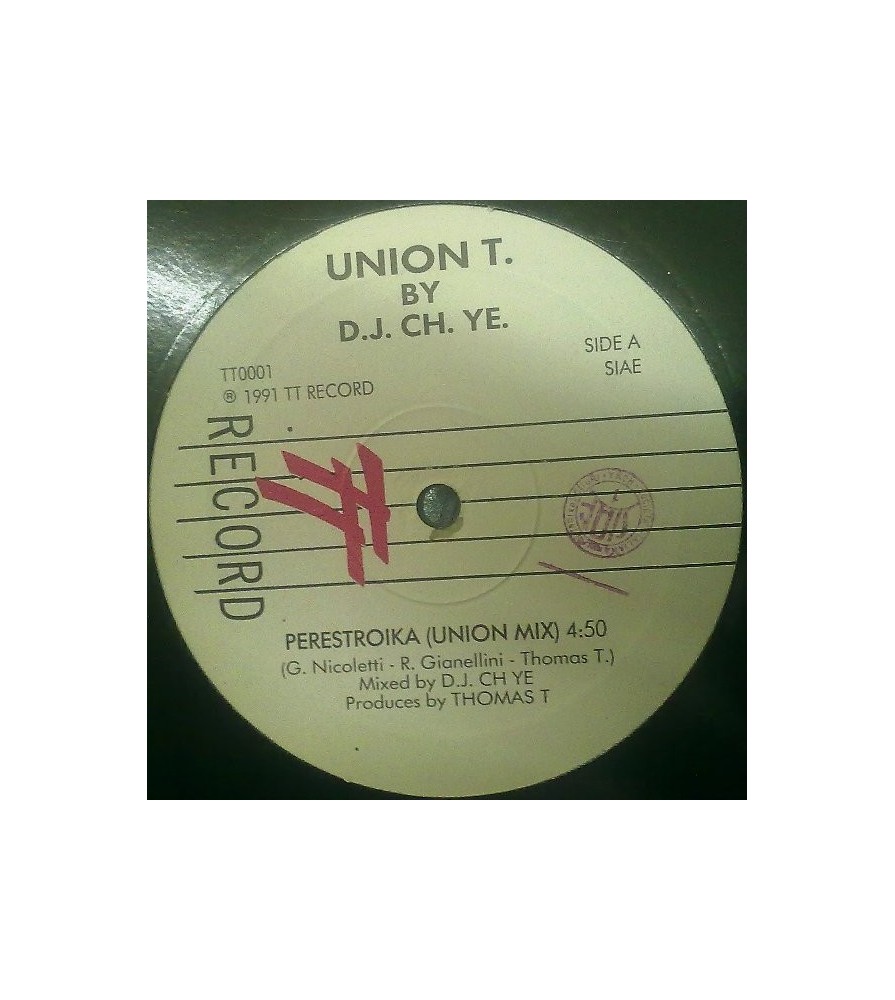 UNION T.
BY
D.J. CH. YE.
SIDE A
SIAE
TT0001
℗ 1991 TT RECORD
TT
RECORD
PERESTROIKA (UNION MIX) 4:50
(G. Nicoletti - R. Gianellini - Thomas T.)
Mixed by D.J. CH YE
Produces by THOMAS T